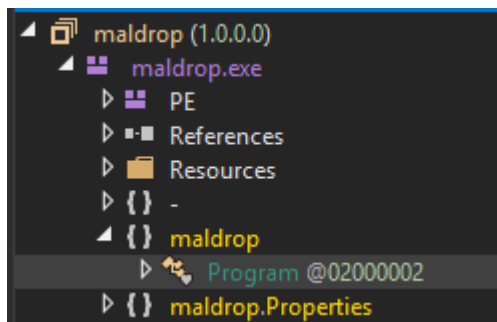 maldrop (1.0.0.0)
maldrop.exe
PE
References
Resources
{ } -
{ } maldrop
Program @02000002
{ } maldrop.Properties